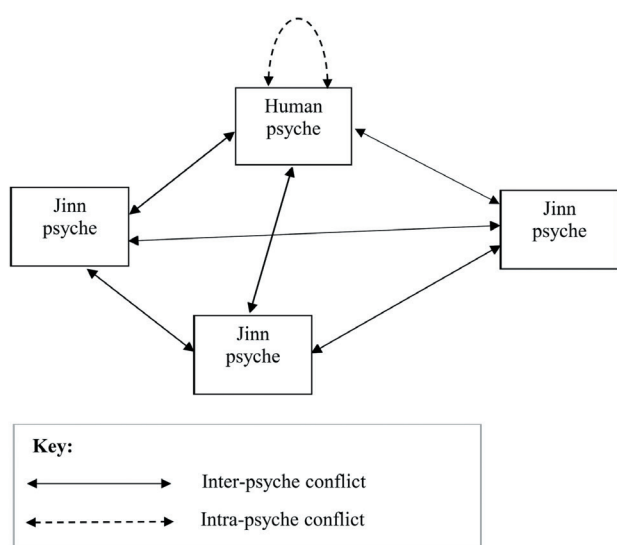 Human
psyche
Jinn
psyche
Jinn
psyche
Jinn
psyche
Key:
Inter-psyche conflict
Intra-psyche conflict